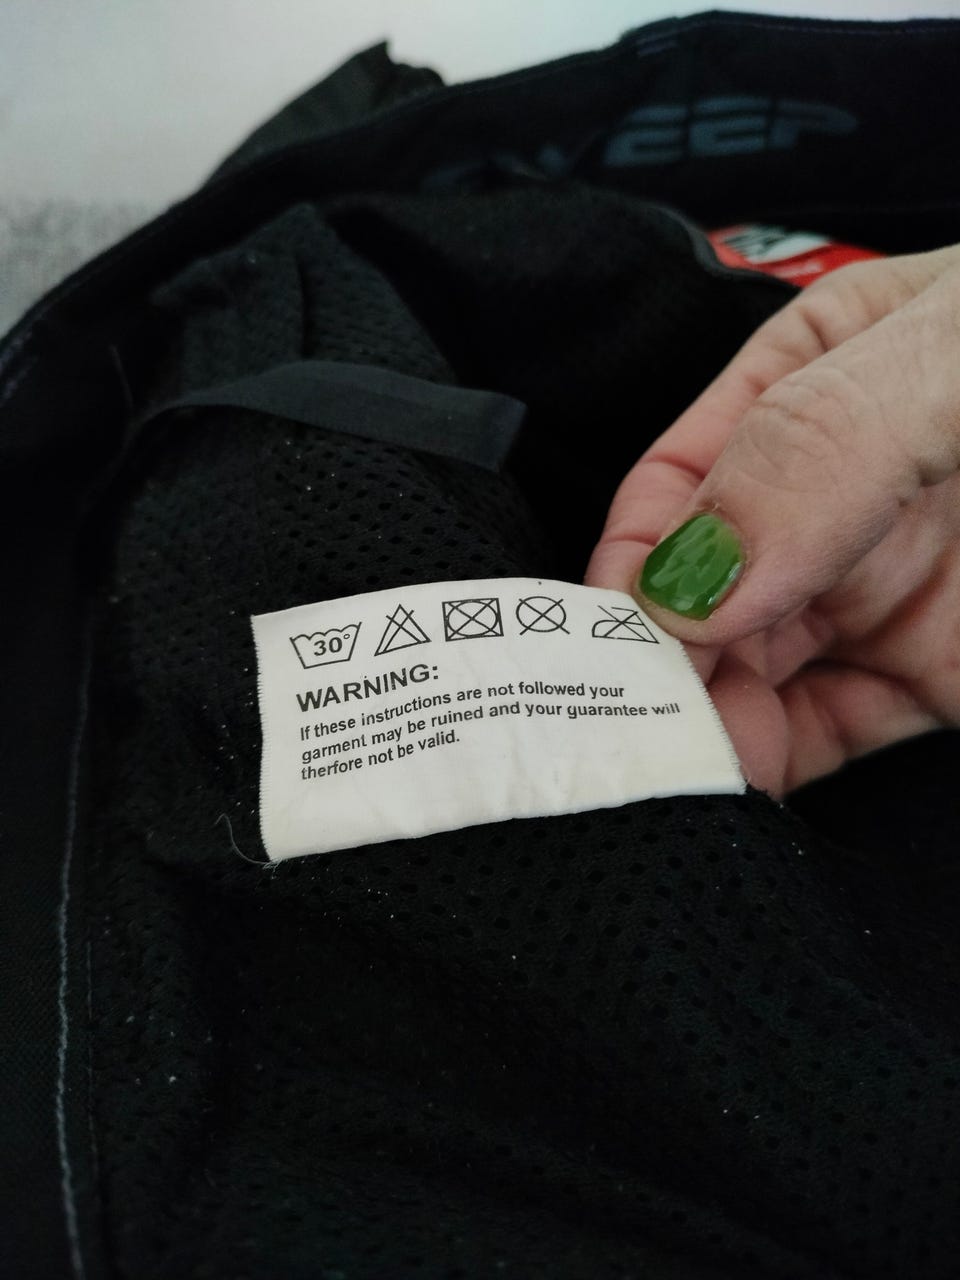 30°
WARNING:
If these instructions are not followed your
garment may be ruined and your guarantee will
therfore not be valid.